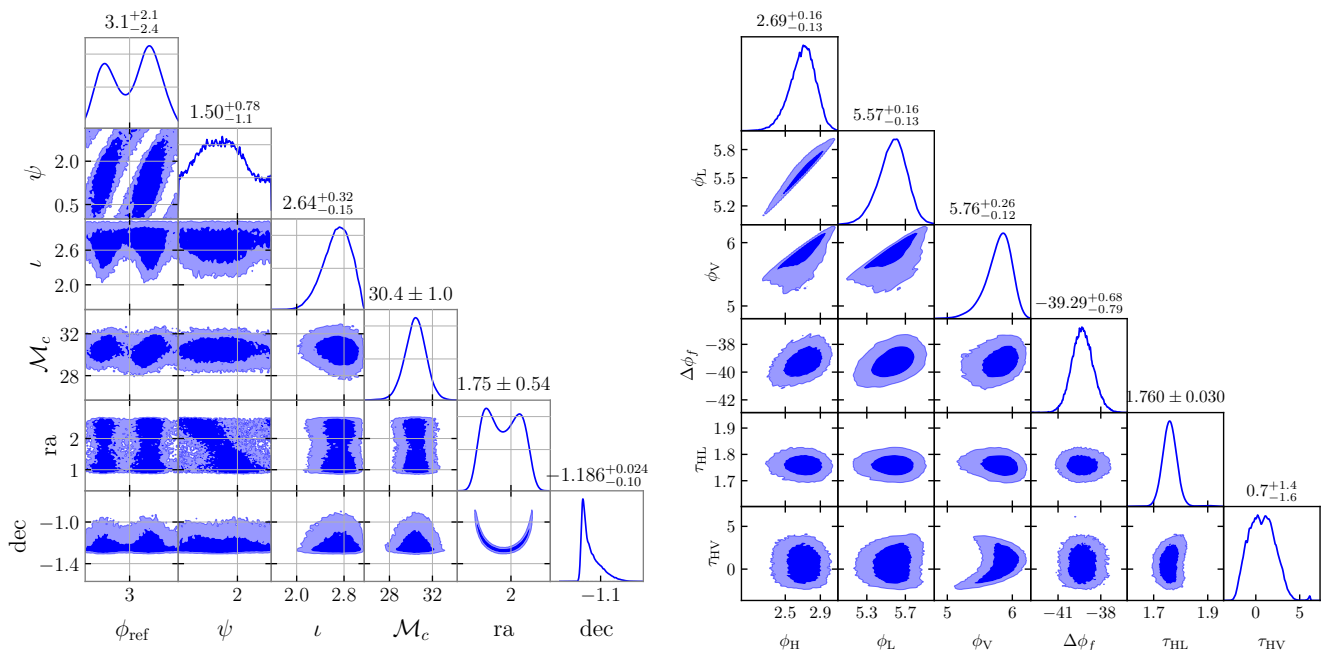 3.1^{+2.1}_{-2.4}
1.50^{+0.78}_{-1.1}
2.64^{+0.32}_{-0.15}
30.4 ± 1.0
1.75 ± 0.54
−1.186^{+0.024}_{-0.10}
ψ
2.0
0.5
ι
2.6
2.0
ℳ_c
32
28
ra
2
1
dec
−1.0
−1.4
3
2
2.0 2.8
28 32
2
−1.1
ϕ_ref
ψ
ι
ℳ_c
ra
dec
2.69^{+0.16}_{-0.13}
5.57^{+0.16}_{-0.13}
5.76^{+0.26}_{-0.12}
−39.29^{+0.68}_{-0.79}
1.760 ± 0.030
0.7^{+1.4}_{-1.6}
ϕ_L
5.8
5.5
5.2
ϕ_V
6
5
Δϕ_f
−38
−40
−42
τ_HL
1.9
1.7
τ_HV
5
0
2.5 2.9
5.3 5.7
5 6
−41 −38
1.7 1.9
0 5
ϕ_H
ϕ_L
ϕ_V
Δϕ_f
τ_HL
τ_HV